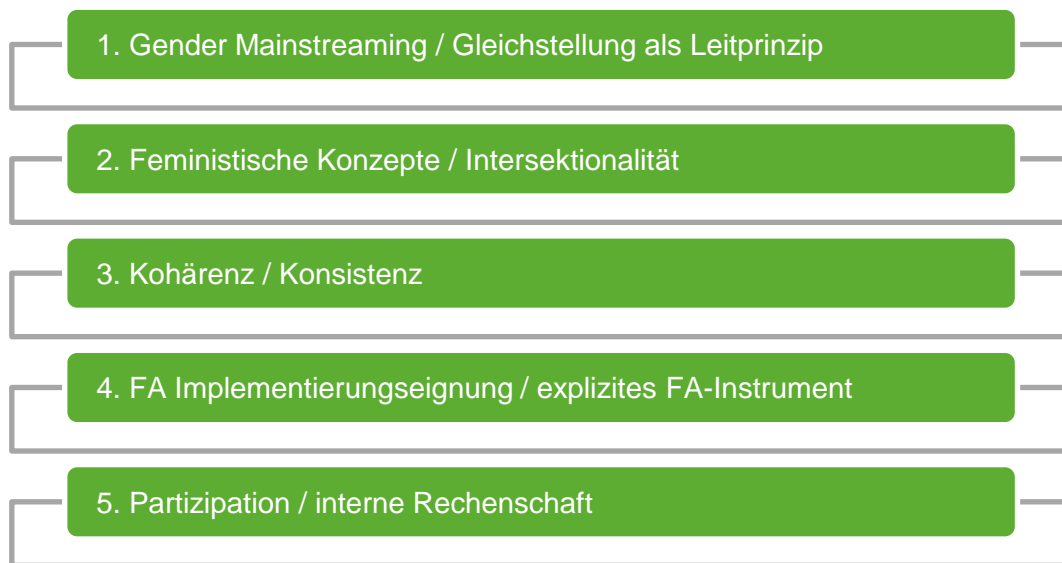 1. Gender Mainstreaming / Gleichstellung als Leitprinzip
2. Feministische Konzepte / Intersektionalität
3. Kohärenz / Konsistenz
4. FA Implementierungseignung / explizites FA-Instrument
5. Partizipation / interne Rechenschaft